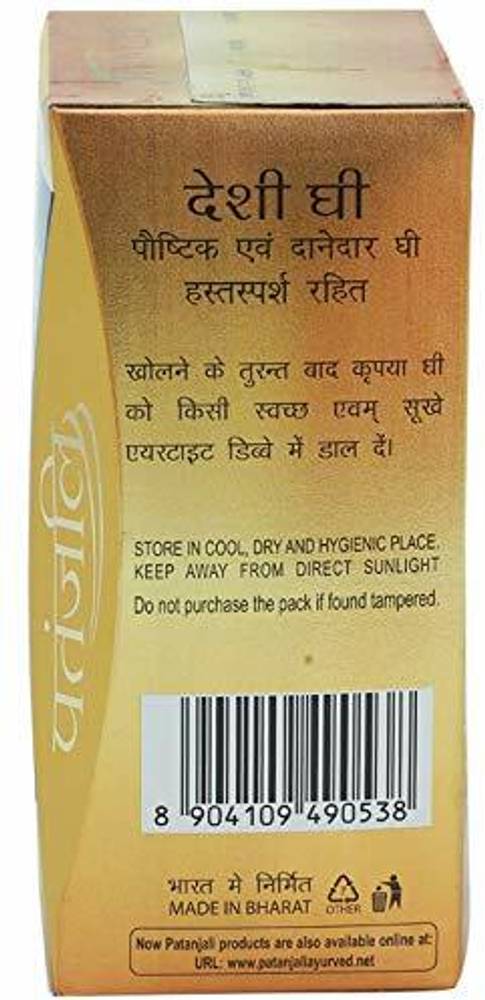 देशी घी
पौष्टिक एवं दानेदार घी
हस्तस्पर्श रहित
खोलने के तुरन्त बाद कृपया घी
को किसी स्वच्छ एवम् सूखे
एयरटाइट डिब्बे में डाल दें।
पतंजलि
STORE IN COOL, DRY AND HYGIENIC PLACE.
KEEP AWAY FROM DIRECT SUNLIGHT
Do not purchase the pack if found tampered.
8 904109 490538
भारत मे निर्मित
MADE IN BHARAT
OTHER
Now Patanjali products are also available online at:
URL: www.patanjaliayurved.net